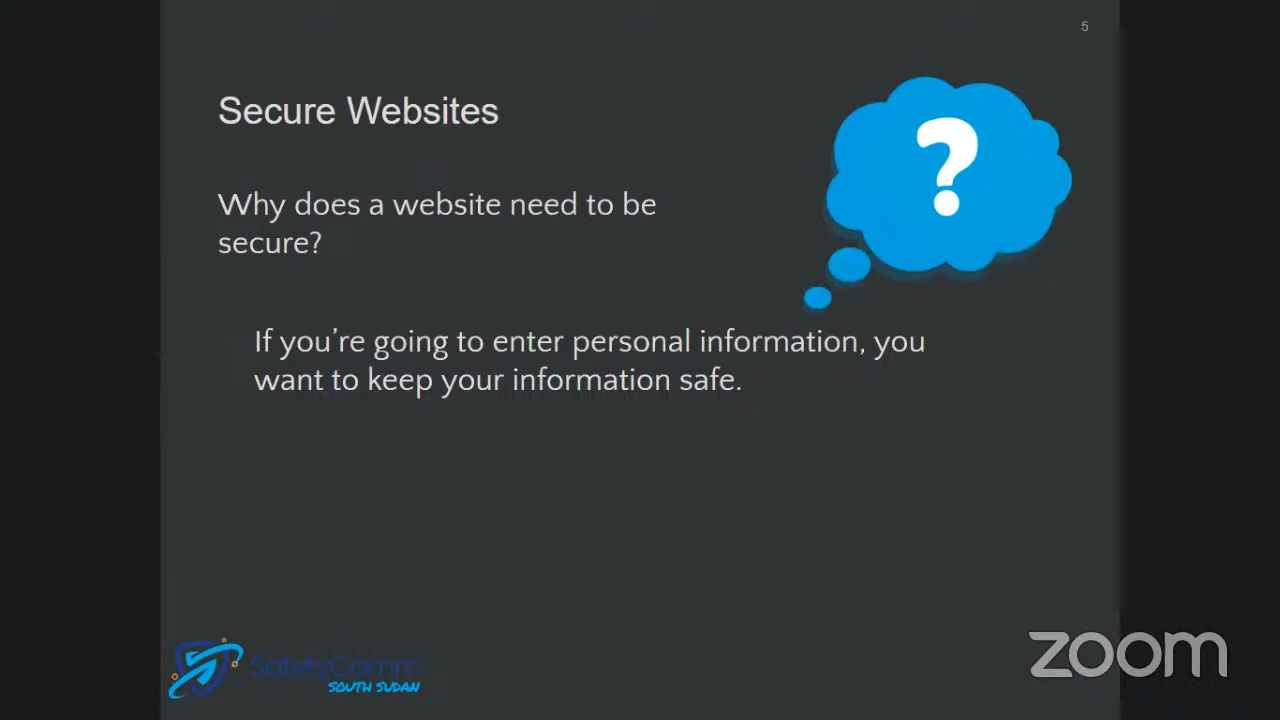 5
Secure Websites
?
Why does a website need to be
secure?
If you're going to enter personal information, you
want to keep your information safe.
SafetyComm
SOUTH SUDAN
zoom